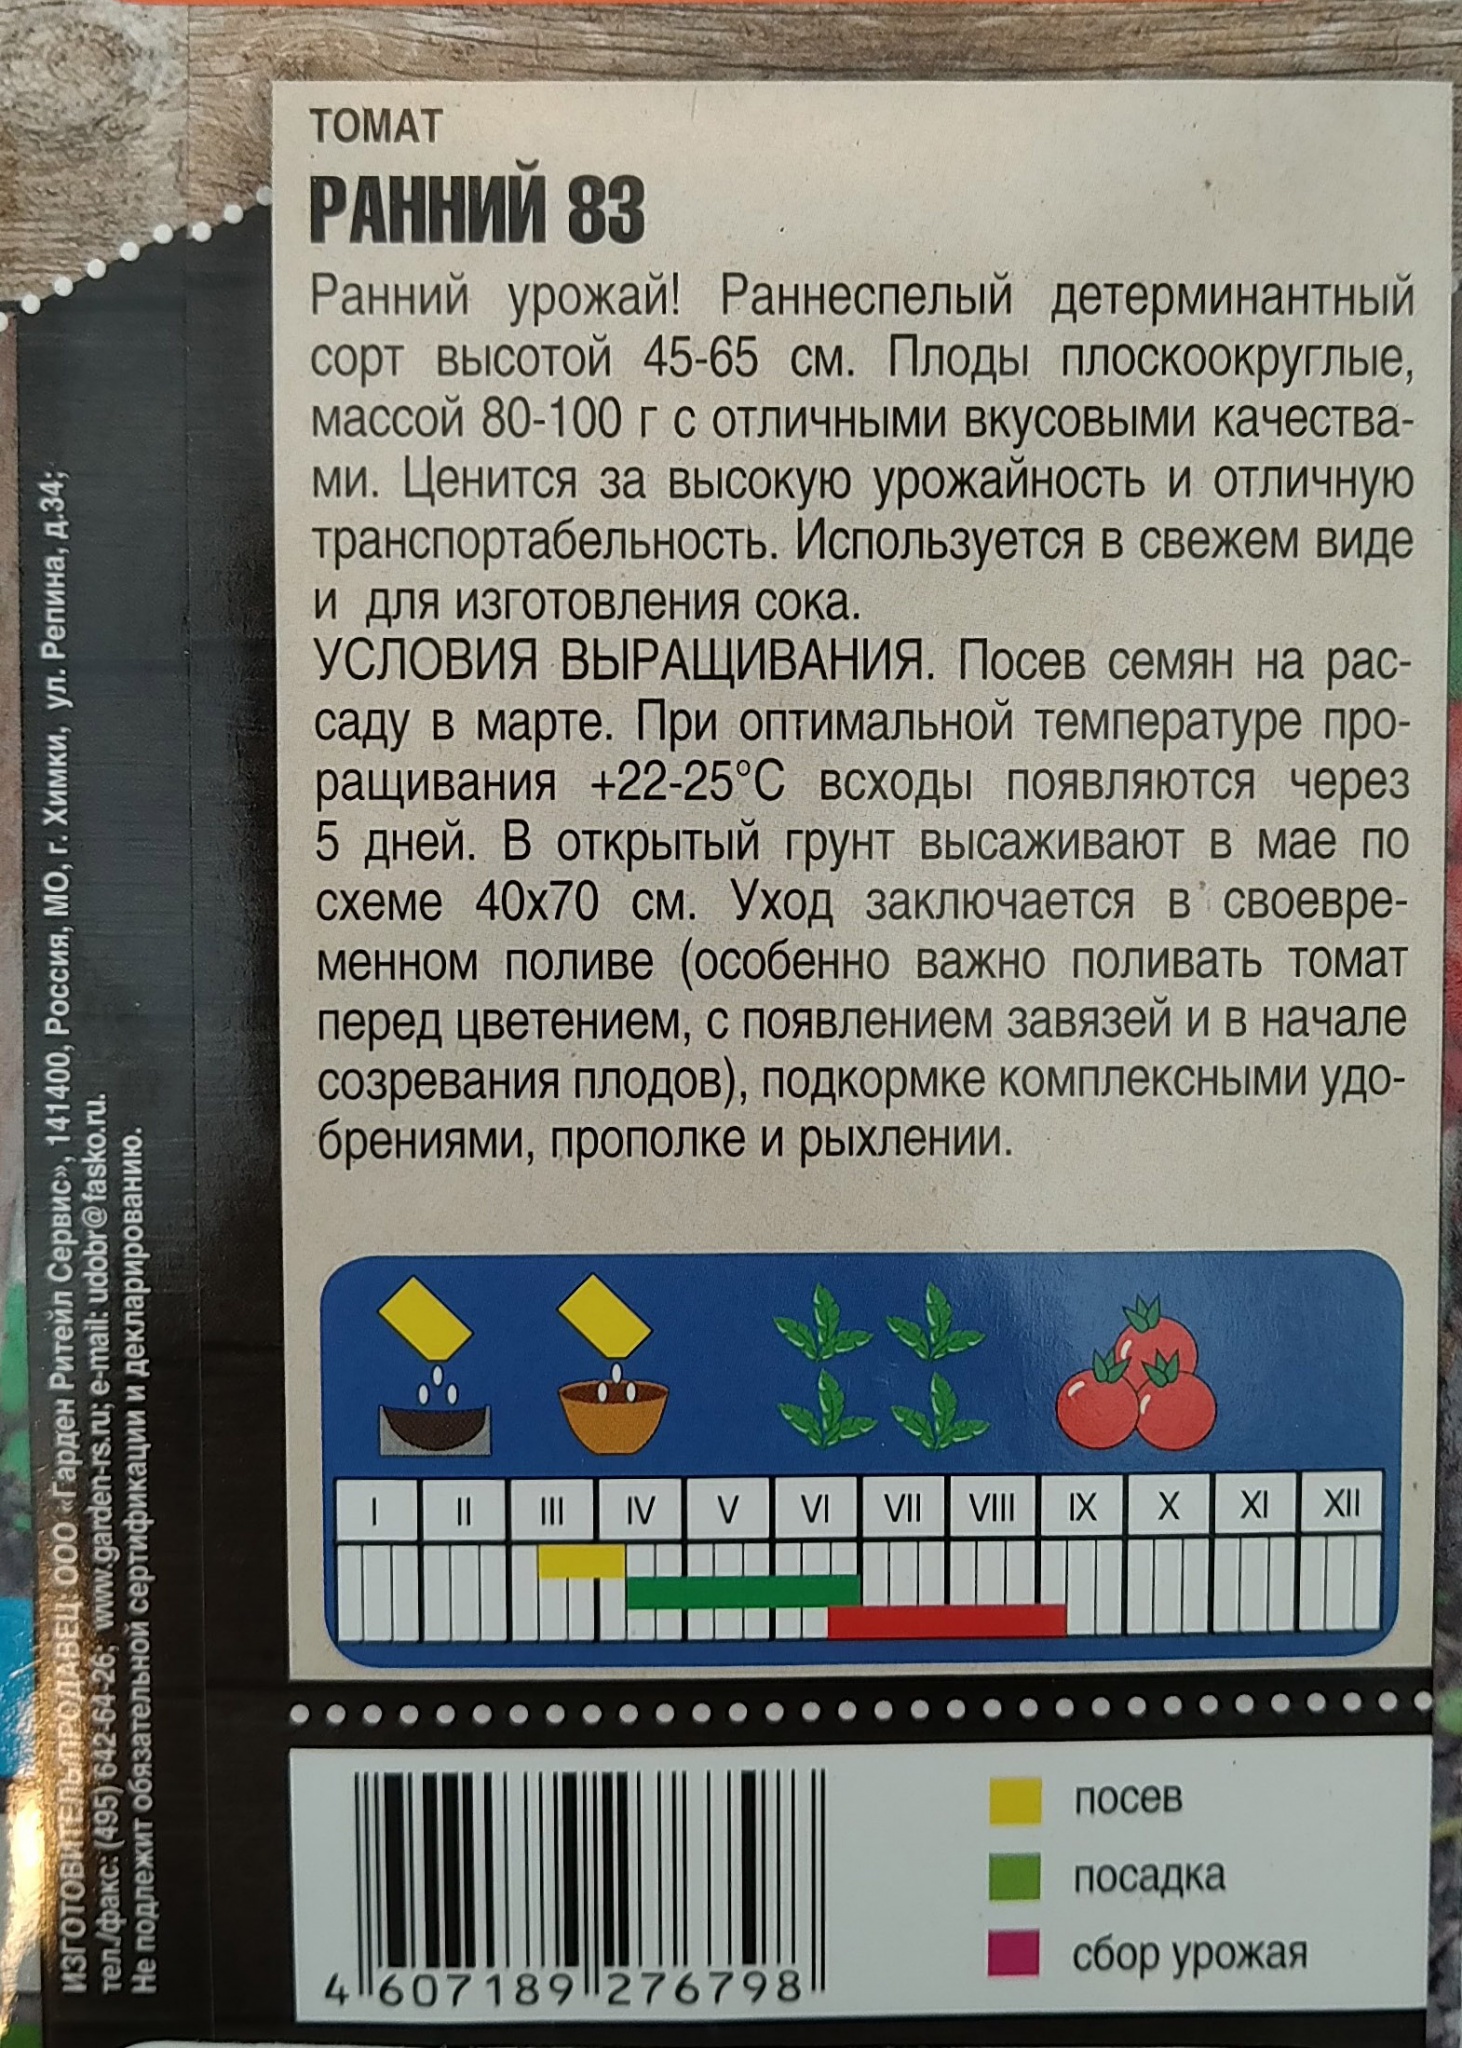 ТОМАТ
РАННИЙ 83
Ранний урожай! Раннеспелый детерминантный
сорт высотой 45-65 см. Плоды плоскоокруглые,
массой 80-100 г с отличными вкусовыми качества-
ми. Ценится за высокую урожайность и отличную
транспортабельность. Используется в свежем виде
и для изготовления сока.
УСЛОВИЯ ВЫРАЩИВАНИЯ. Посев семян на рас-
саду в марте. При оптимальной температуре про-
ращивания +22-25°С всходы появляются через
5 дней. В открытый грунт высаживают в мае по
схеме 40х70 см. Уход заключается в своевре-
менном поливе (особенно важно поливать томат
перед цветением, с появлением завязей и в начале
созревания плодов), подкормке комплексными удо-
брениями, прополке и рыхлении.
I II III IV V VI VII VIII IX X XI XII
посев
посадка
сбор урожая
4 607189 276798
ИЗГОТОВИТЕЛЬ/ПРОДАВЕЦ ООО «Гарден Ритейл Сервис», 141400, Россия, МО, г. Химки, ул. Репина, д.34;
тел./факс: (495) 642-64-26; www.garden-rs.ru; e-mail: udobr@fasko.ru.
Не подлежит обязательной сертификации и декларированию.